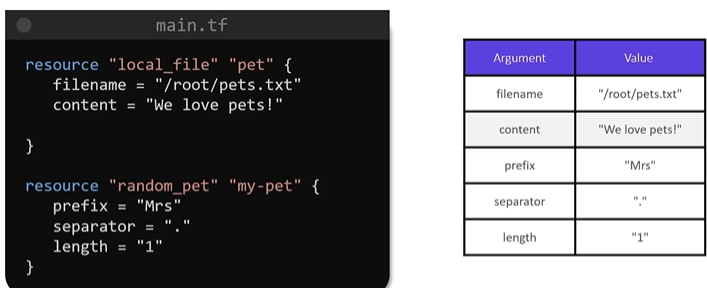 main.tf
resource "local_file" "pet" {
filename = "/root/pets.txt"
content = "We love pets!"
}
resource "random_pet" "my-pet" {
prefix = "Mrs"
separator = "."
length = "1"
}
Argument Value
filename "/root/pets.txt"
content "We love pets!"
prefix "Mrs"
separator "."
length "1"